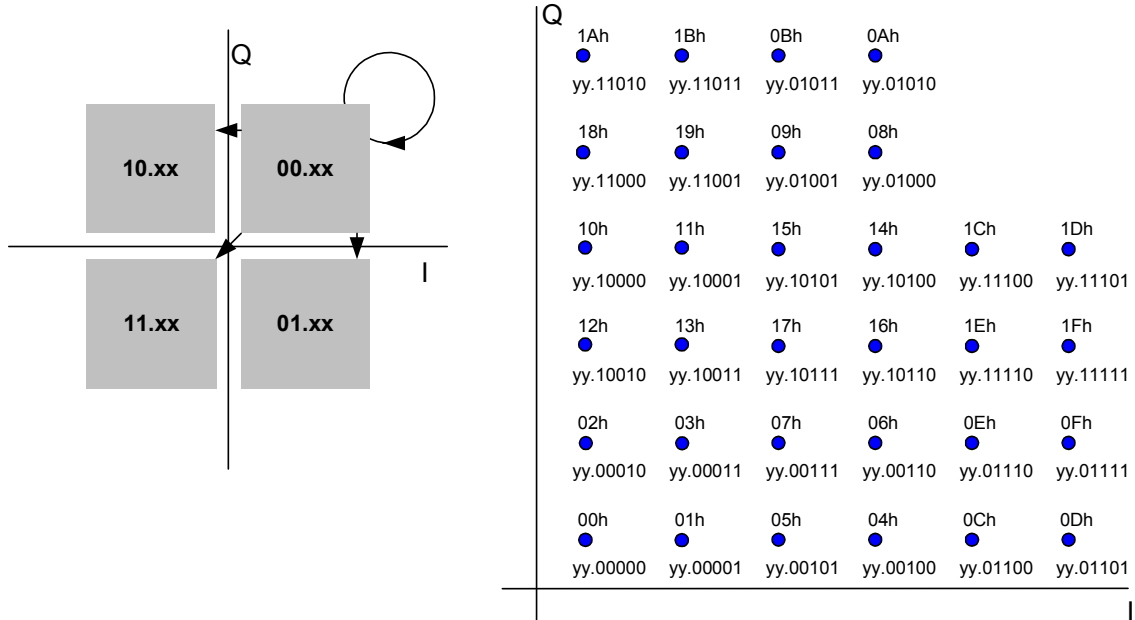 Q
10.xx 00.xx
I
11.xx 01.xx
Q
1Ah 1Bh 0Bh 0Ah
yy.11010 yy.11011 yy.01011 yy.01010
18h 19h 09h 08h
yy.11000 yy.11001 yy.01001 yy.01000
10h 11h 15h 14h 1Ch 1Dh
yy.10000 yy.10001 yy.10101 yy.10100 yy.11100 yy.11101
12h 13h 17h 16h 1Eh 1Fh
yy.10010 yy.10011 yy.10111 yy.10110 yy.11110 yy.11111
02h 03h 07h 06h 0Eh 0Fh
yy.00010 yy.00011 yy.00111 yy.00110 yy.01110 yy.01111
00h 01h 05h 04h 0Ch 0Dh
yy.00000 yy.00001 yy.00101 yy.00100 yy.01100 yy.01101
I